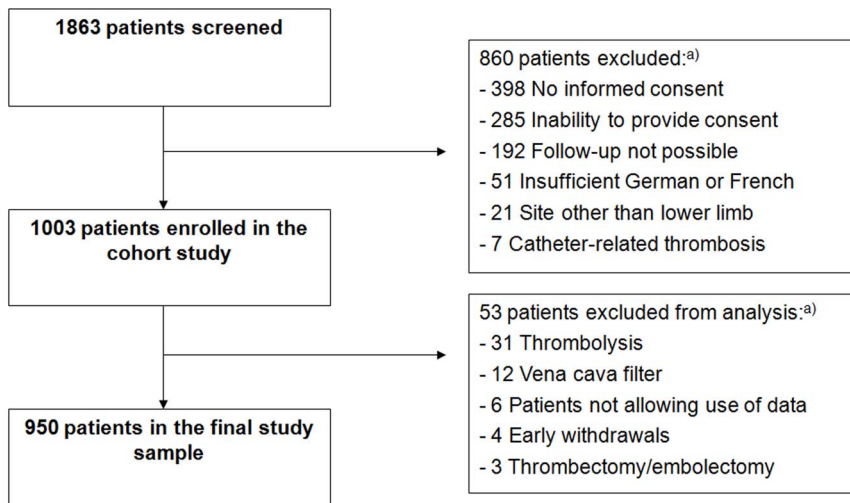 1863 patients screened
860 patients excluded:a)
- 398 No informed consent
- 285 Inability to provide consent
- 192 Follow-up not possible
- 51 Insufficient German or French
- 21 Site other than lower limb
- 7 Catheter-related thrombosis
1003 patients enrolled in the
cohort study
53 patients excluded from analysis:a)
- 31 Thrombolysis
- 12 Vena cava filter
- 6 Patients not allowing use of data
- 4 Early withdrawals
- 3 Thrombectomy/embolectomy
950 patients in the final study
sample